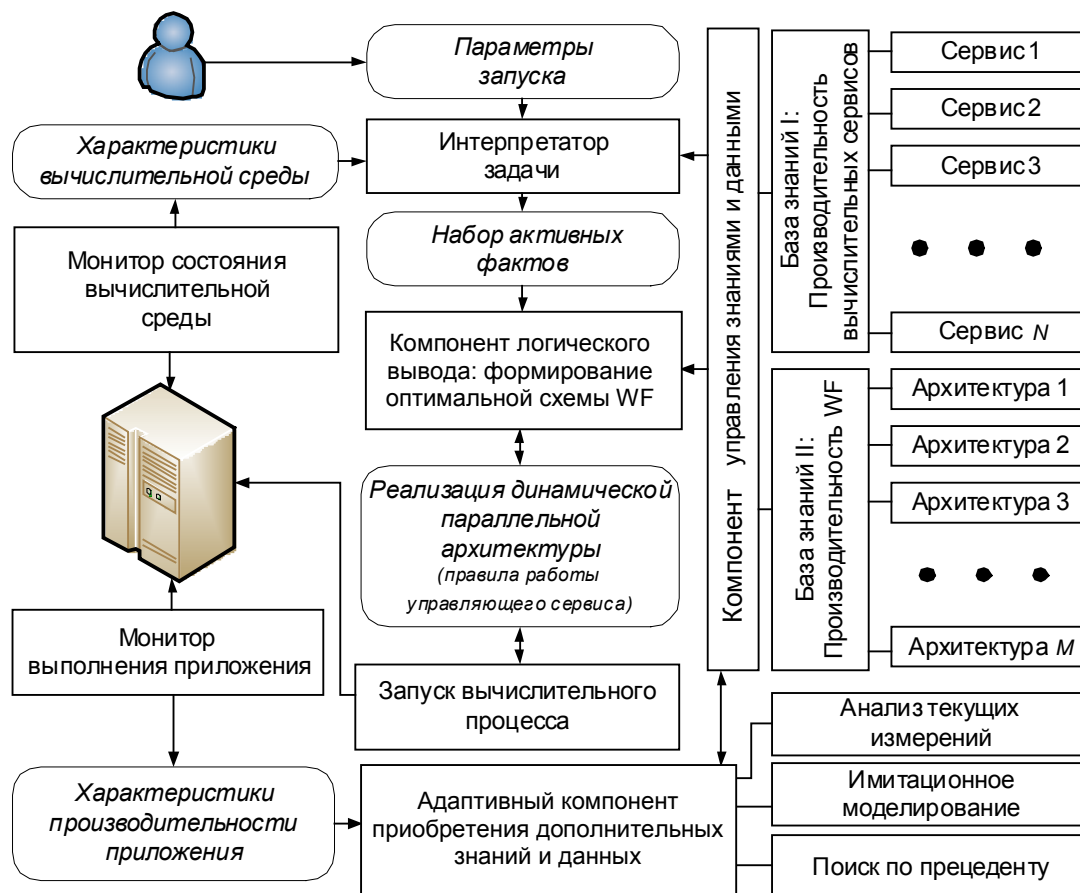 Параметры
запуска
Характеристики
вычислительной среды
Интерпретатор
задачи
Монитор состояния
вычислительной
среды
Набор активных
фактов
Компонент логического
вывода: формирование
оптимальной схемы WF
Реализация динамической
параллельной
архитектуры
(правила работы
управляющего сервиса)
Монитор
выполнения приложения
Запуск вычислительного
процесса
Характеристики
производительности
приложения
Адаптивный компонент
приобретения дополнительных
знаний и данных
Компонент управления знаниями и данными
База знаний I:
Производительность
вычислительных сервисов
Сервис 1
Сервис 2
Сервис 3
Сервис N
База знаний II:
Производительность WF
Архитектура 1
Архитектура 2
Архитектура 3
Архитектура M
Анализ текущих
измерений
Имитационное
моделирование
Поиск по прецеденту